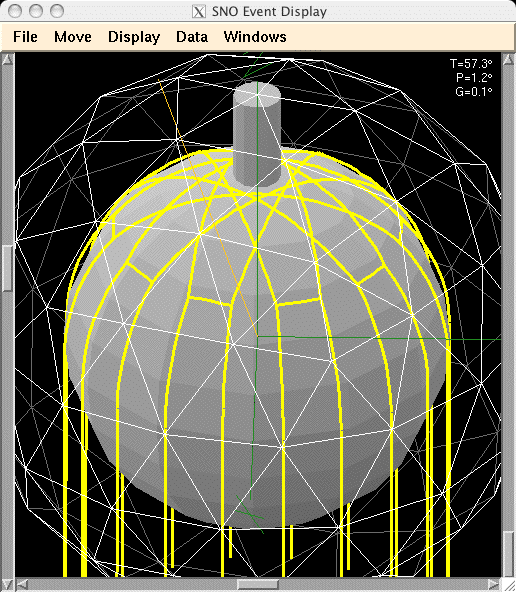 SNO Event Display
File Move Display Data Windows
T=57.3°
P=1.2°
G=0.1°